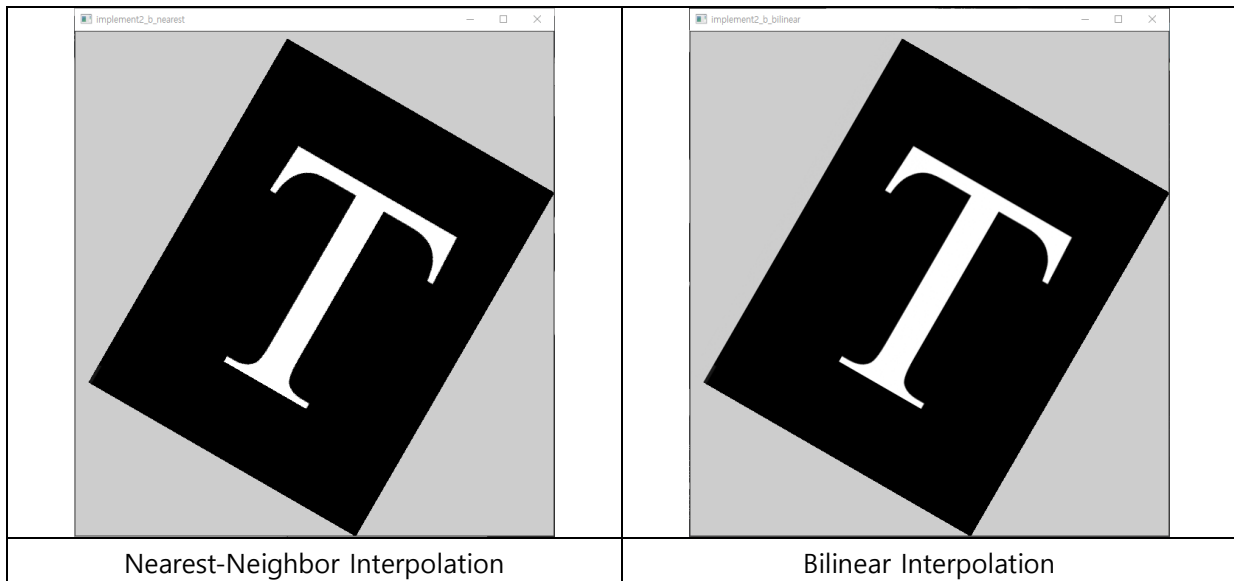 implement2_b_nearest
implement2_b_bilinear
T
T
Nearest-Neighbor Interpolation
Bilinear Interpolation